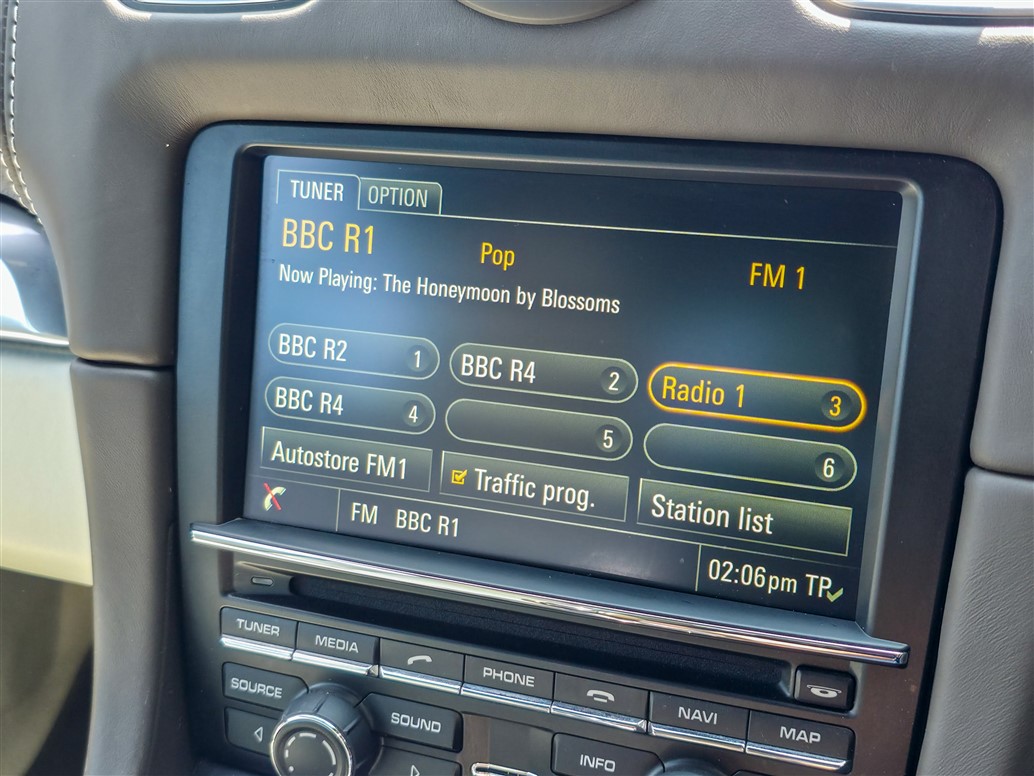 TUNER OPTION
BBC R1 Pop FM 1
Now Playing: The Honeymoon by Blossoms
BBC R2 1 BBC R4 2 Radio 1 3
BBC R4 4 5 6
Autostore FM1 Traffic prog. Station list
FM BBC R1 02:06pm TP
TUNER MEDIA PHONE NAVI MAP
SOURCE SOUND INFO